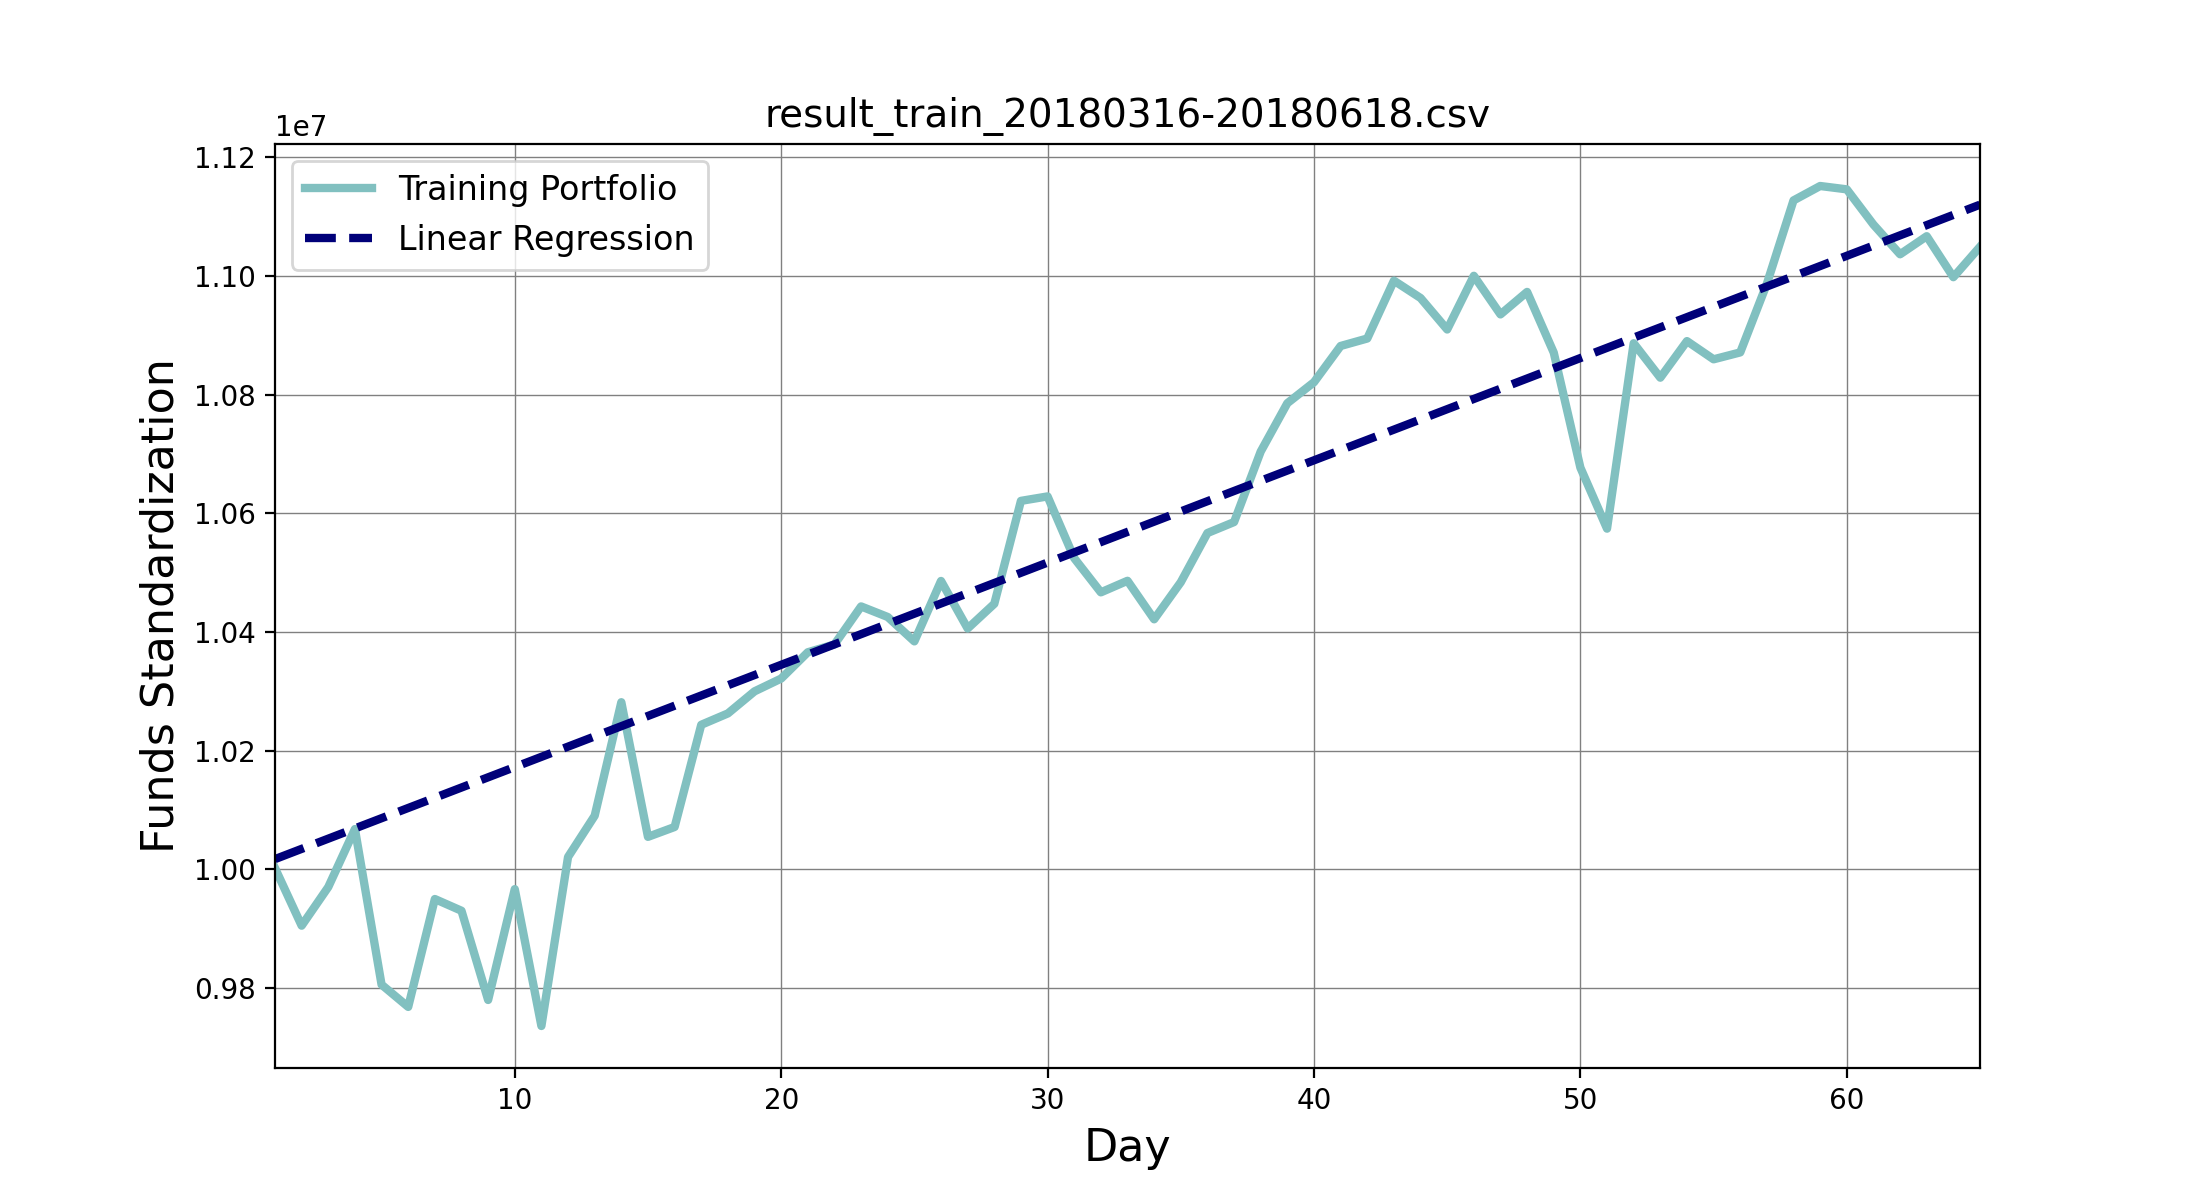 result_train_20180316-20180618.csv
1e7
1.12
1.10
1.08
1.06
1.04
1.02
1.00
0.98
Funds Standardization
Training Portfolio
Linear Regression
10 20 30 40 50 60
Day